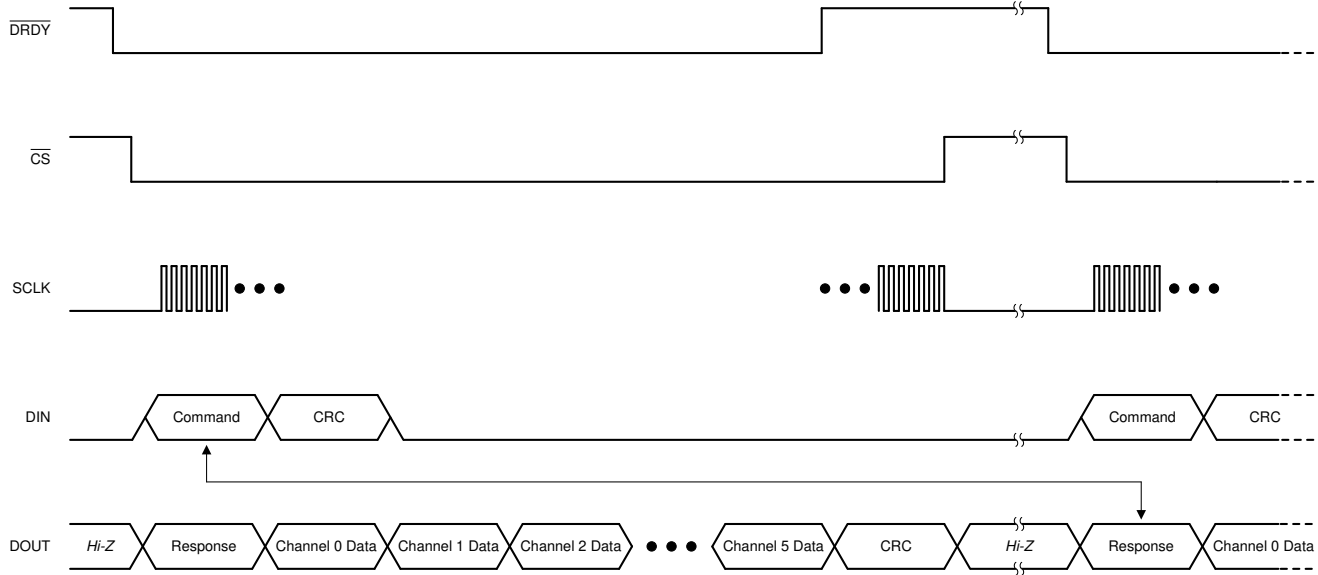 DRDY
CS
SCLK
DIN
Command
CRC
Command
CRC
DOUT
Hi-Z
Response
Channel 0 Data
Channel 1 Data
Channel 2 Data
Channel 5 Data
CRC
Hi-Z
Response
Channel 0 Data